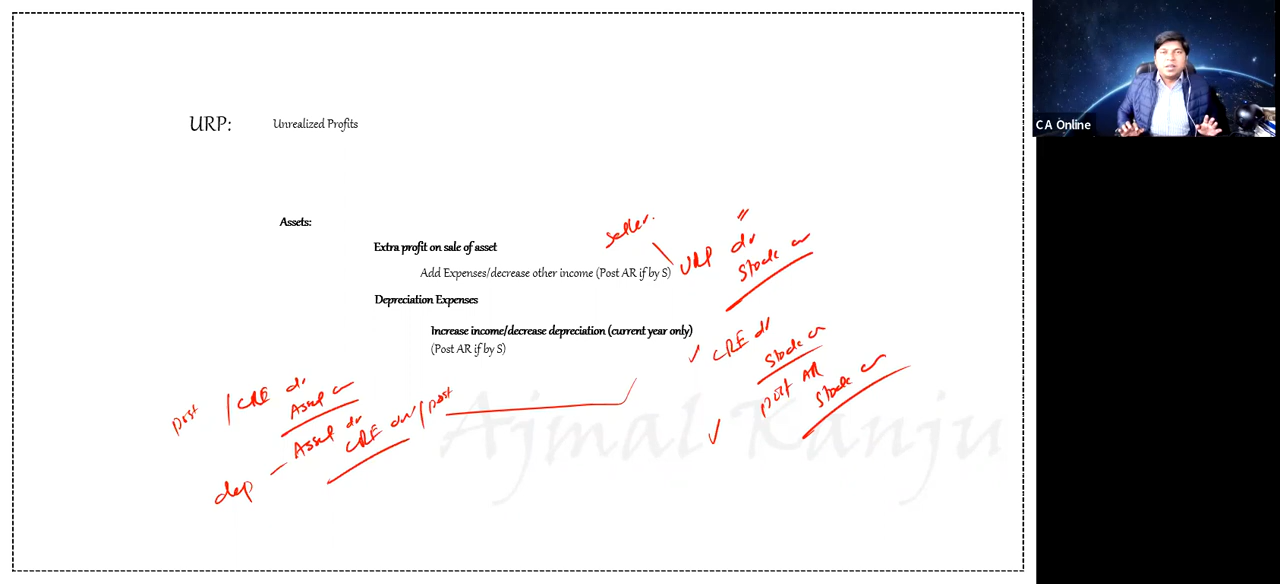 URP: Unrealized Profits
Assets:
Extra profit on sale of asset
Add Expenses/decrease other income (Post AR if by S)
Depreciation Expenses
Increase income/decrease depreciation (current year only)
(Post AR if by S)
seller.
URP dr
Stock cr
CRE dr
Stock cr
post AR
Stock cr
post / CRE dr
Asset cr
Asset dr
CRE cr / post
dep
Ajmal Kanju
CA Online